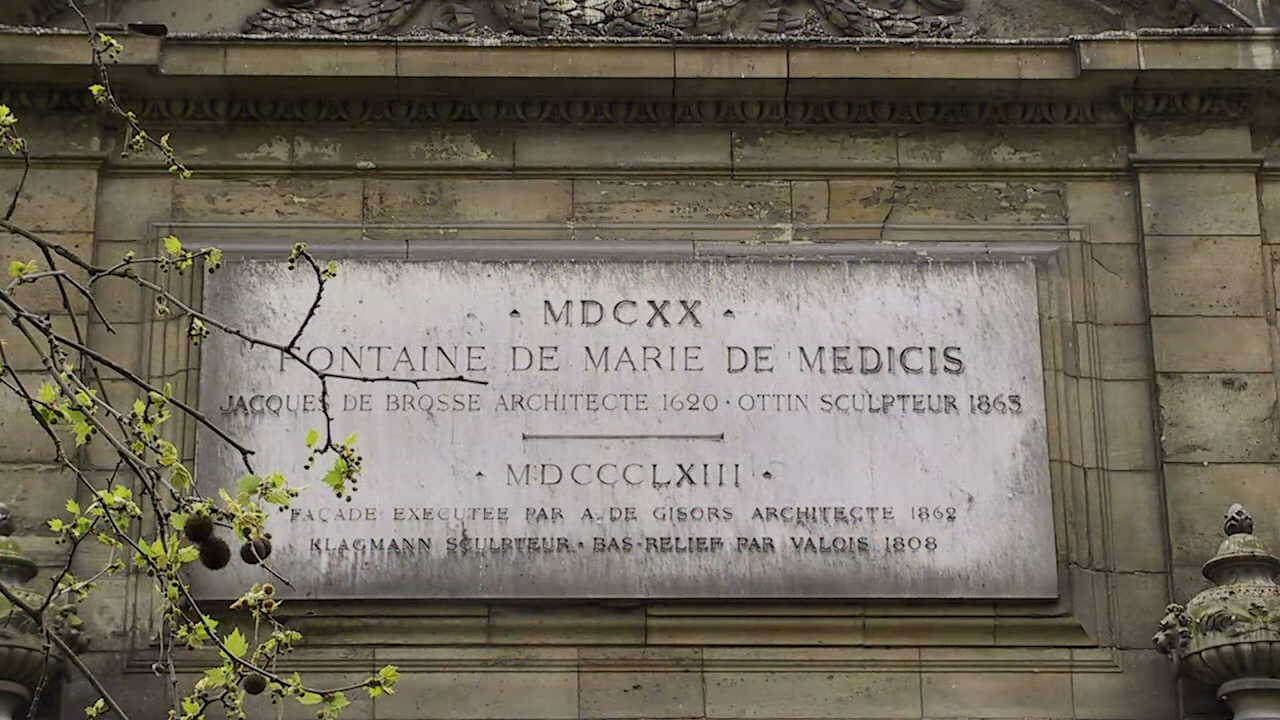 · MDCXX ·
FONTAINE DE MARIE DE MEDICIS
JACQUES DE BROSSE ARCHITECTE 1620 · OTTIN SCULPTEUR 1863
· MDCCCLXIII ·
FAÇADE EXECUTEE PAR A. DE GISORS ARCHITECTE 1862
KLAGMANN SCULPTEUR · BAS-RELIEF PAR VALOIS 1808